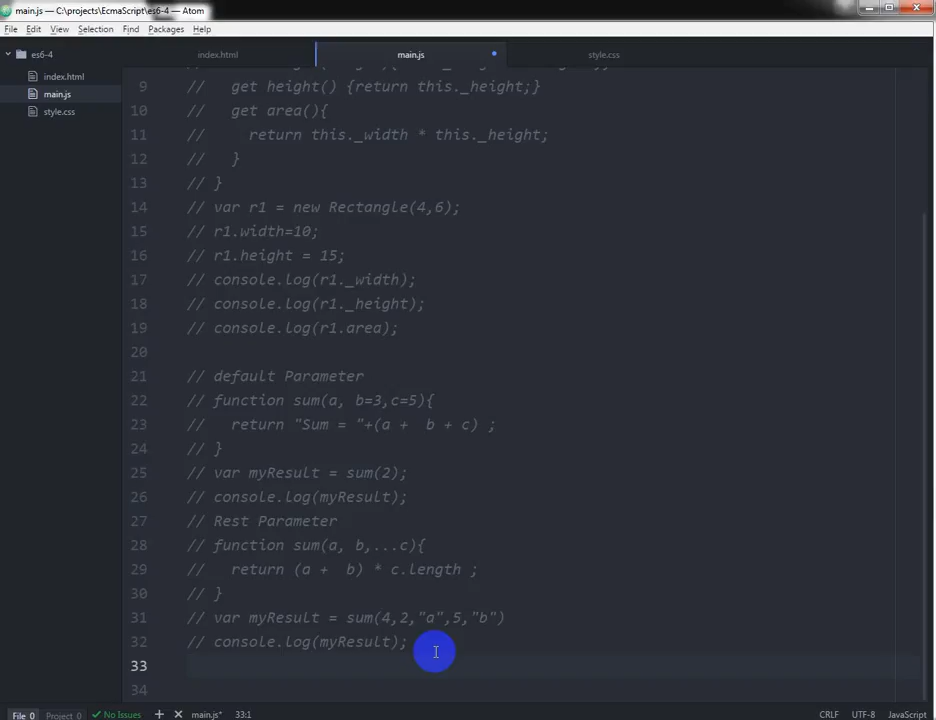 main.js — C:\projects\EcmaScript\es6-4 — Atom
File Edit View Selection Find Packages Help
es6-4
index.html
main.js
style.css
index.html main.js style.css
9 // get height() {return this._height;}
10 // get area(){
11 // return this._width * this._height;
12 // }
13 // }
14 // var r1 = new Rectangle(4,6);
15 // r1.width=10;
16 // r1.height = 15;
17 // console.log(r1._width);
18 // console.log(r1._height);
19 // console.log(r1.area);
20
21 // default Parameter
22 // function sum(a, b=3,c=5){
23 // return "Sum = "+(a + b + c) ;
24 // }
25 // var myResult = sum(2);
26 // console.log(myResult);
27 // Rest Parameter
28 // function sum(a, b,...c){
29 // return (a + b) * c.length ;
30 // }
31 // var myResult = sum(4,2,"a",5,"b")
32 // console.log(myResult);
33
34
File 0 Project 0 No Issues main.js* 33:1 CRLF UTF-8 JavaScript